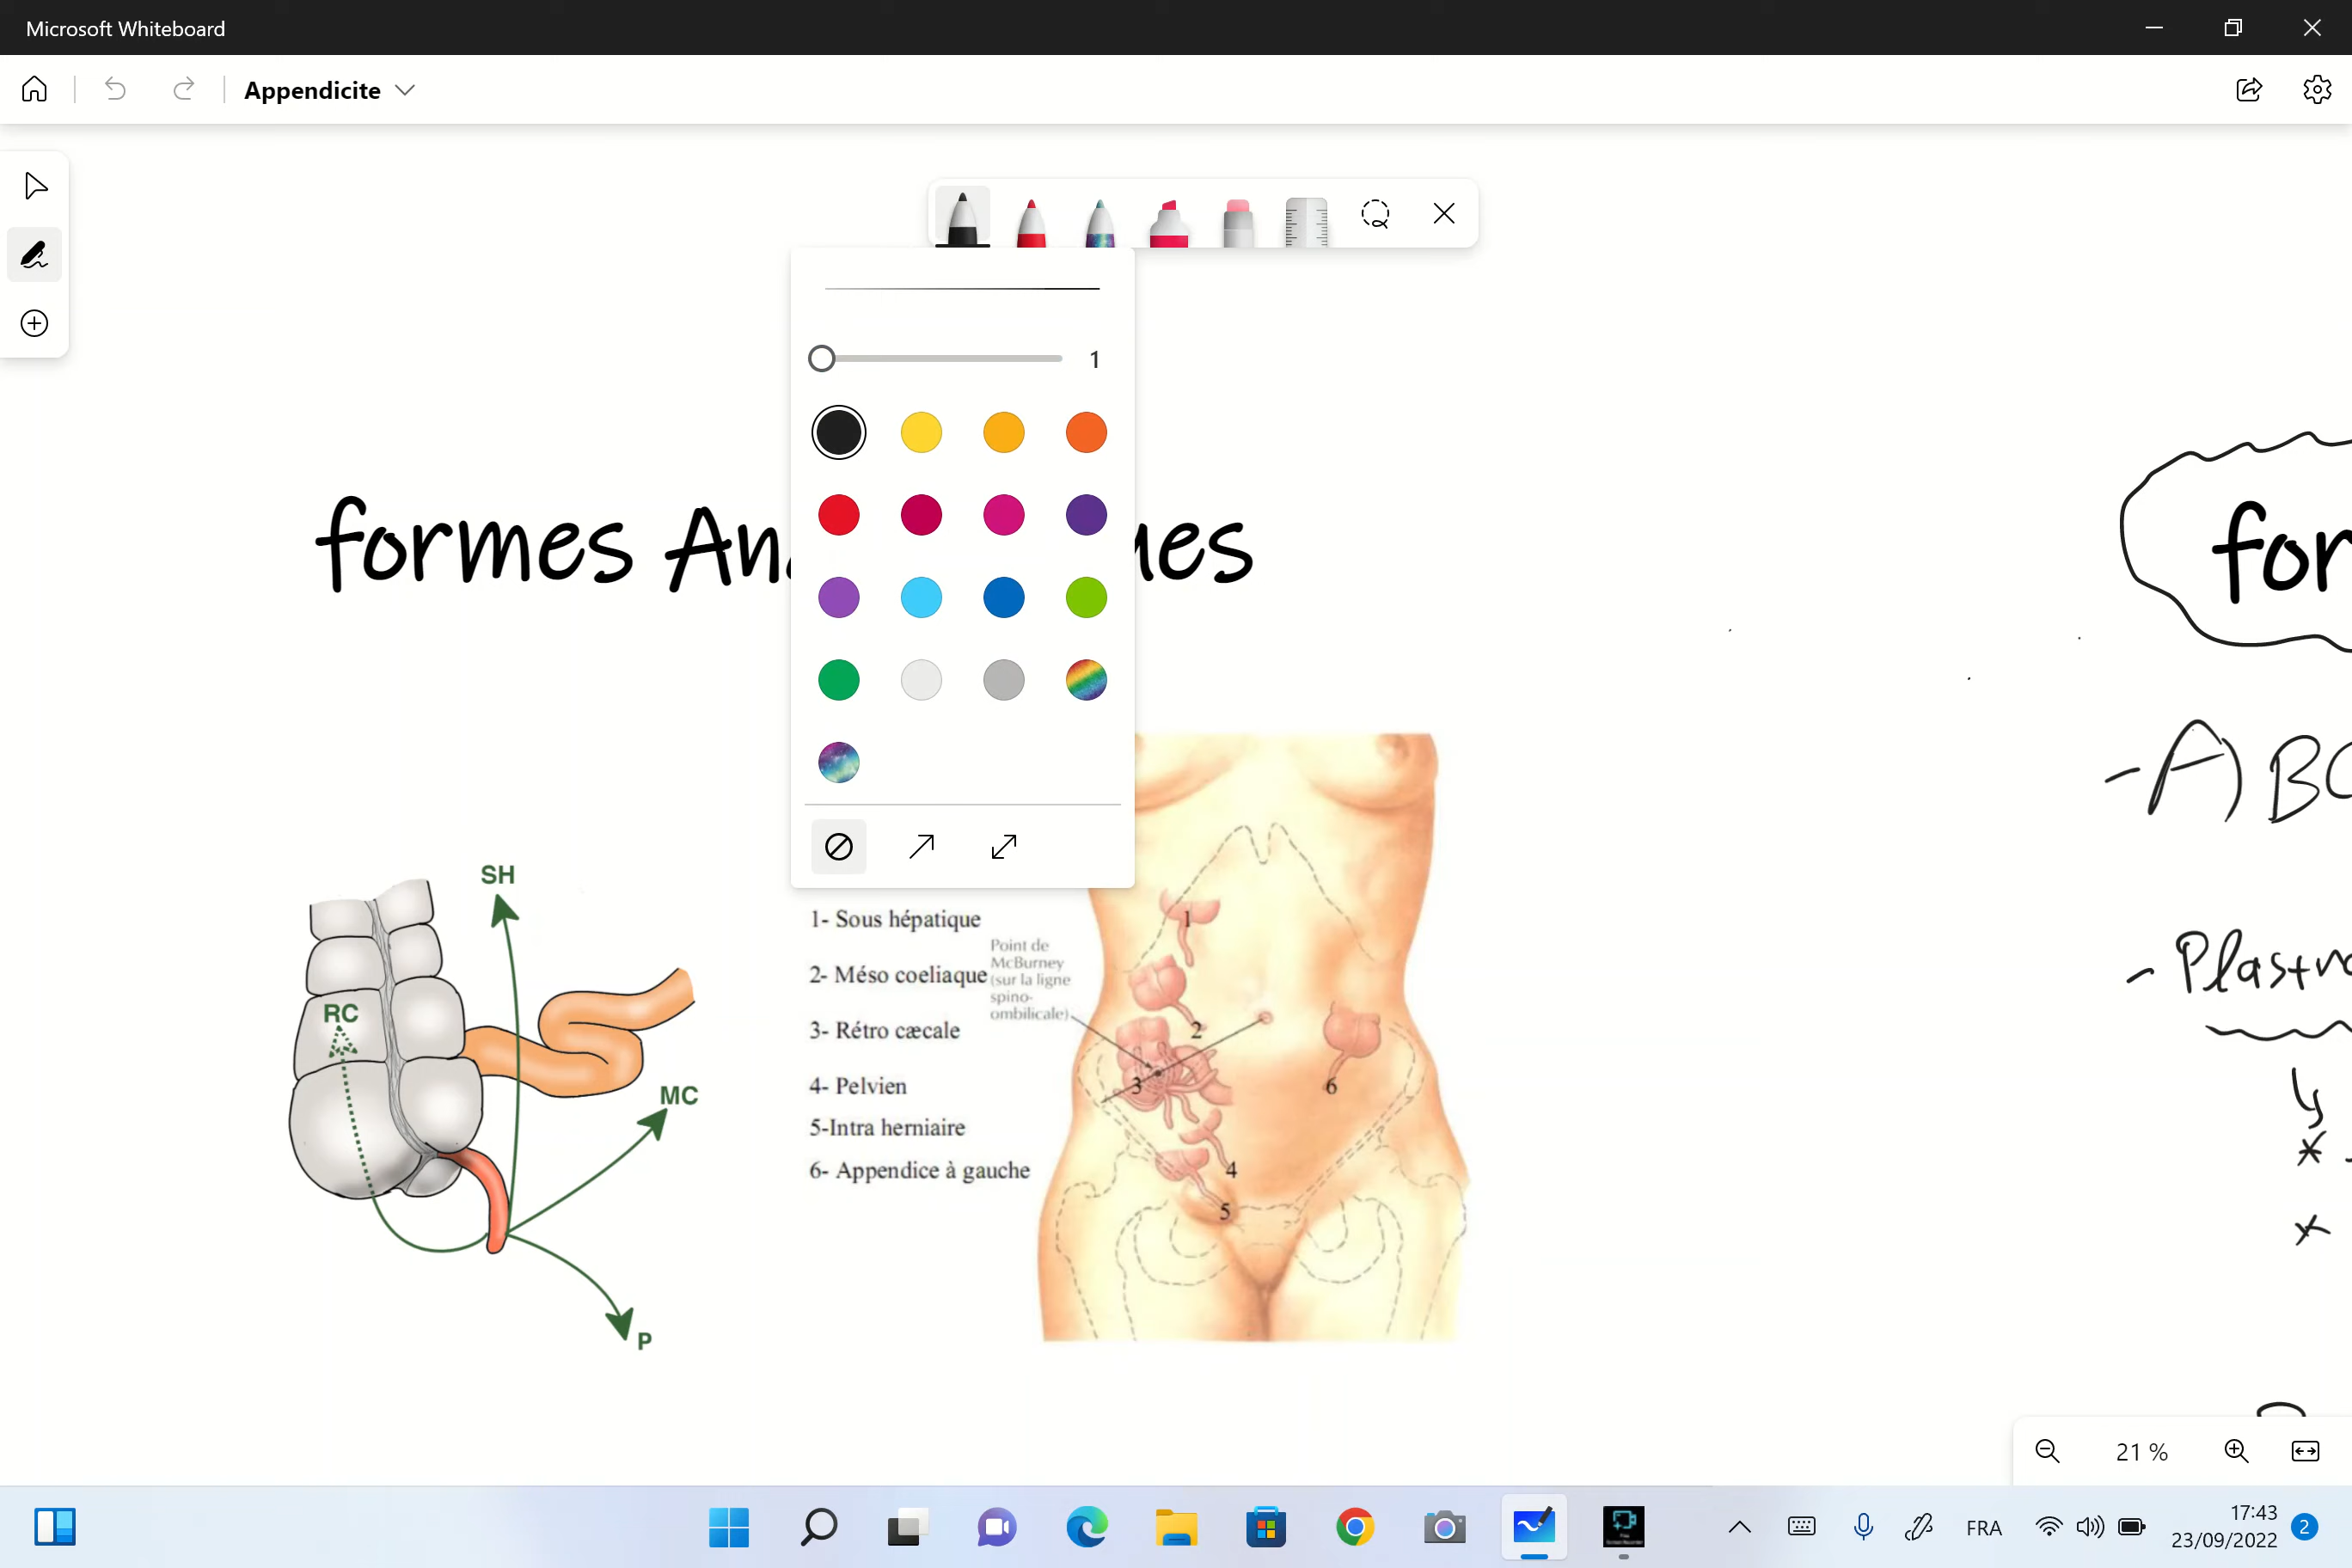 Microsoft Whiteboard
Appendicite
1
formes
SH
RC
MC
P
1- Sous hépatique
2- Méso coeliaque
3- Rétro cæcale
4- Pelvien
5-Intra herniaire
6- Appendice à gauche
Point de
McBurney
(sur la ligne
spino-
ombilicale)
1
2
3
6
4
5
-A) BC
- Plastr
21 %
FRA
17:43
23/09/2022
2